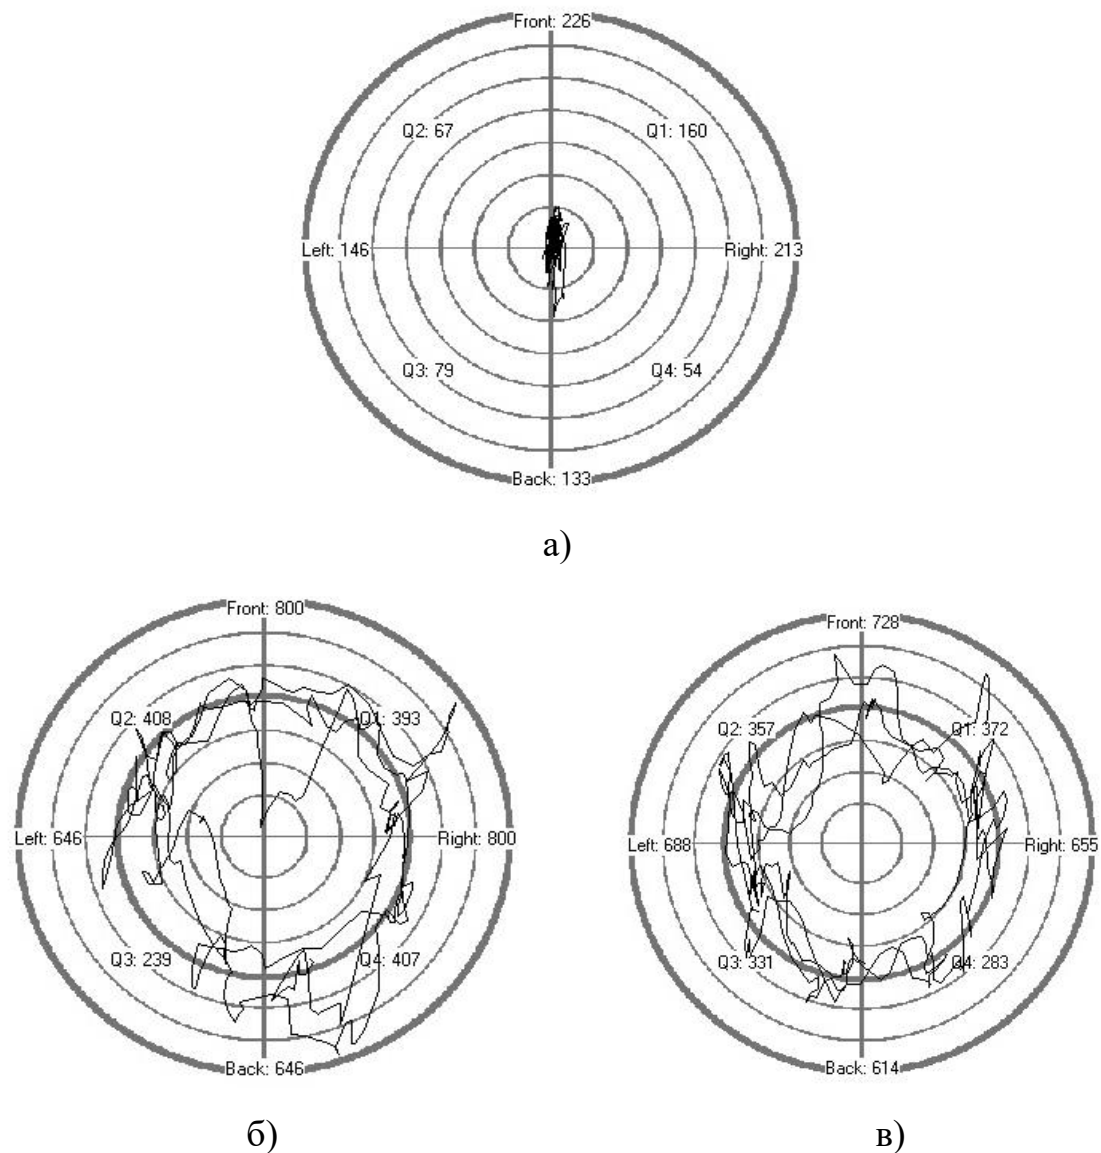 Front: 226
Q2: 67 Q1: 160
Left: 146 Right: 213
Q3: 79 Q4: 54
Back: 133
а)
Front: 800
Q2: 408 Q1: 393
Left: 646 Right: 800
Q3: 239 Q4: 407
Back: 646
б)
Front: 728
Q2: 357 Q1: 372
Left: 688 Right: 655
Q3: 331 Q4: 283
Back: 614
в)